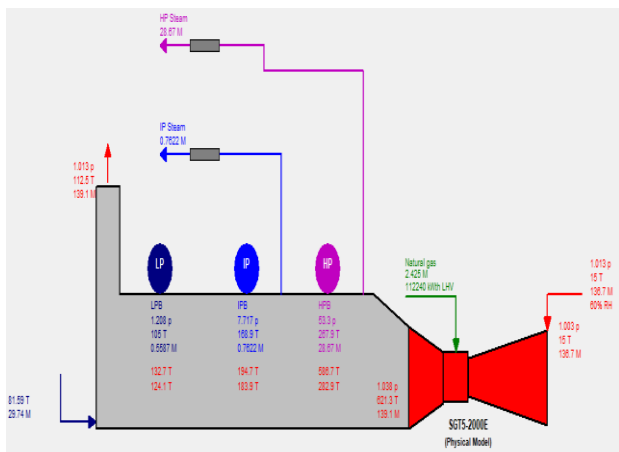 HP Steam
28.67 M
IP Steam
0.7622 M
1.013 p
112.5 T
139.1 M
LP
IP
HP
LPB
1.208 p
105 T
0.5587 M
132.7 T
124.1 T
IPB
7.717 p
168.9 T
0.7622 M
194.7 T
183.9 T
HPB
53.3 p
267.9 T
28.67 M
586.7 T
282.9 T
1.038 p
621.3 T
139.1 M
Natural gas
2.425 M
112240 With LHV
1.013 p
15 T
136.7 M
60% RH
1.003 p
15 T
136.7 M
81.59 T
29.74 M
SGT5-2000E
(Physical Model)